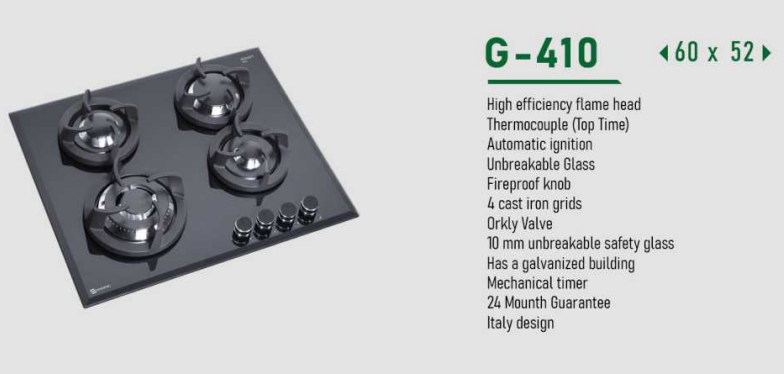 G-410
60 x 52
High efficiency flame head
Thermocouple (Top Time)
Automatic ignition
Unbreakable Glass
Fireproof knob
4 cast iron grids
Orkly Valve
10 mm unbreakable safety glass
Has a galvanized building
Mechanical timer
24 Mounth Guarantee
Italy design